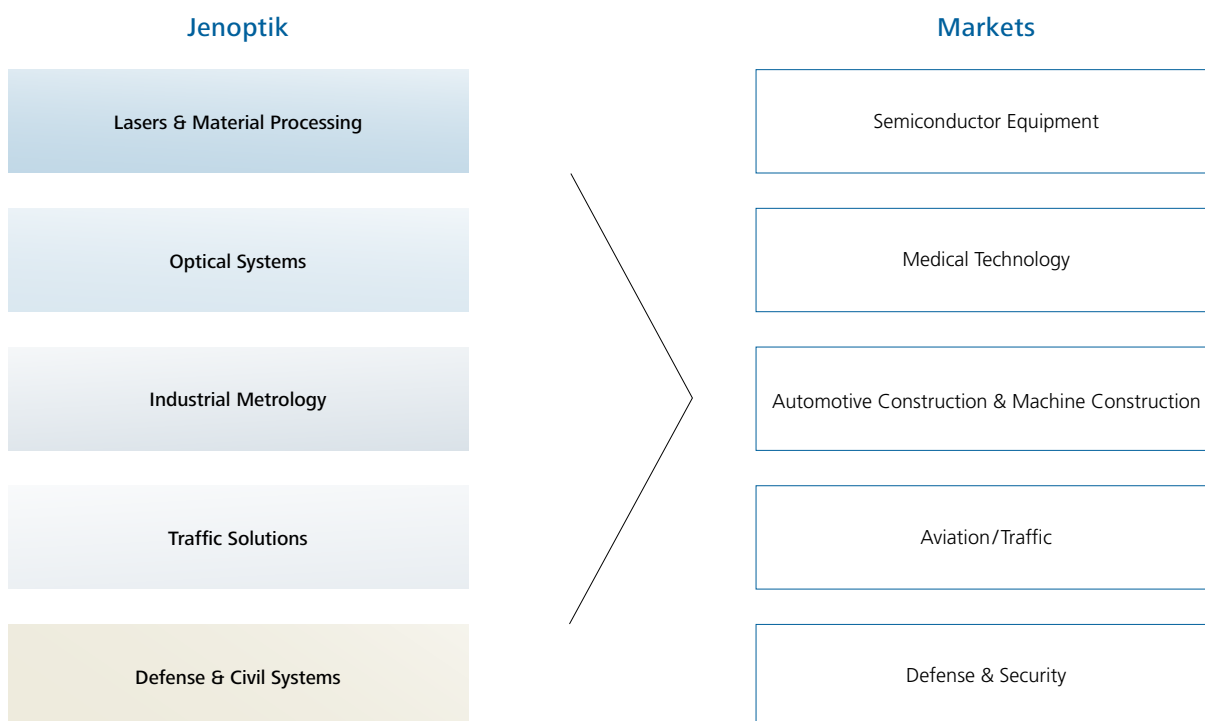 Jenoptik
Lasers & Material Processing
Optical Systems
Industrial Metrology
Traffic Solutions
Defense & Civil Systems
Markets
Semiconductor Equipment
Medical Technology
Automotive Construction & Machine Construction
Aviation/Traffic
Defense & Security